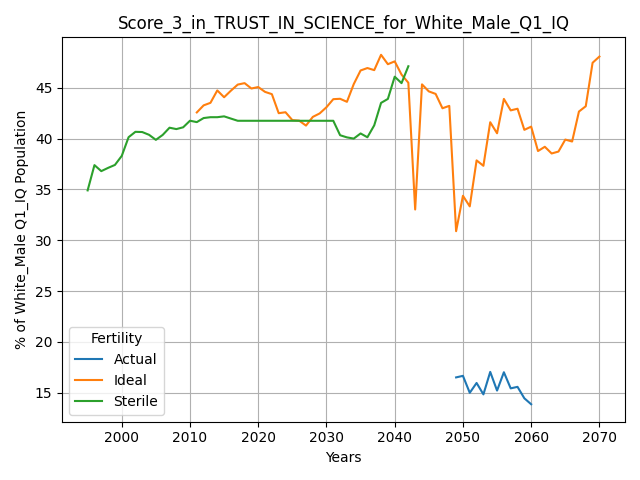 Score_3_in_TRUST_IN_SCIENCE_for_White_Male_Q1_IQ
% of White_Male Q1_IQ Population
45
40
35
30
25
20
15
Fertility
Actual
Ideal
Sterile
2000 2010 2020 2030 2040 2050 2060 2070
Years